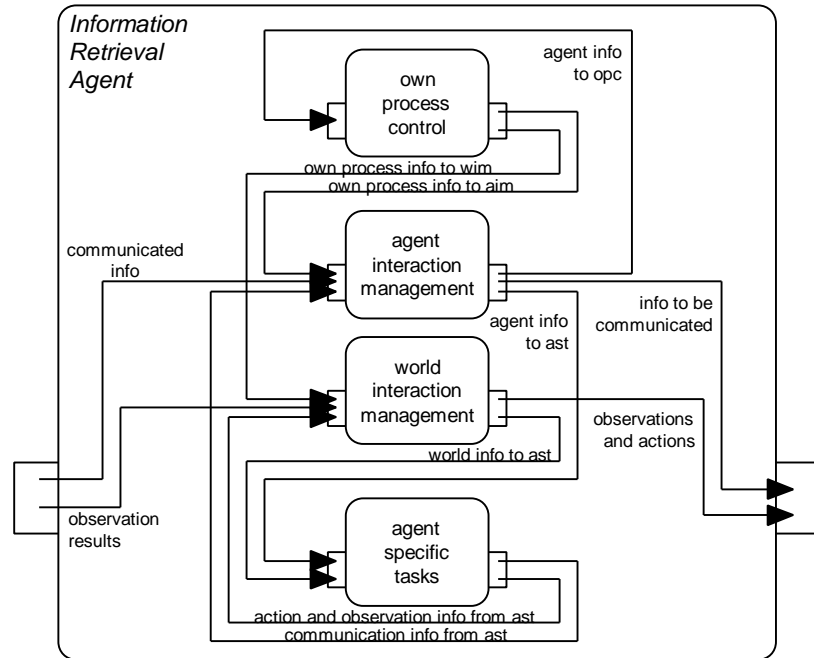 Information
Retrieval
Agent
agent info
to opc
own
process
control
own process info to wim
own process info to aim
communicated
info
agent
interaction
management
info to be
communicated
agent info
to ast
world
interaction
management
observations
and actions
world info to ast
observation
results
agent
specific
tasks
action and observation info from ast
communication info from ast